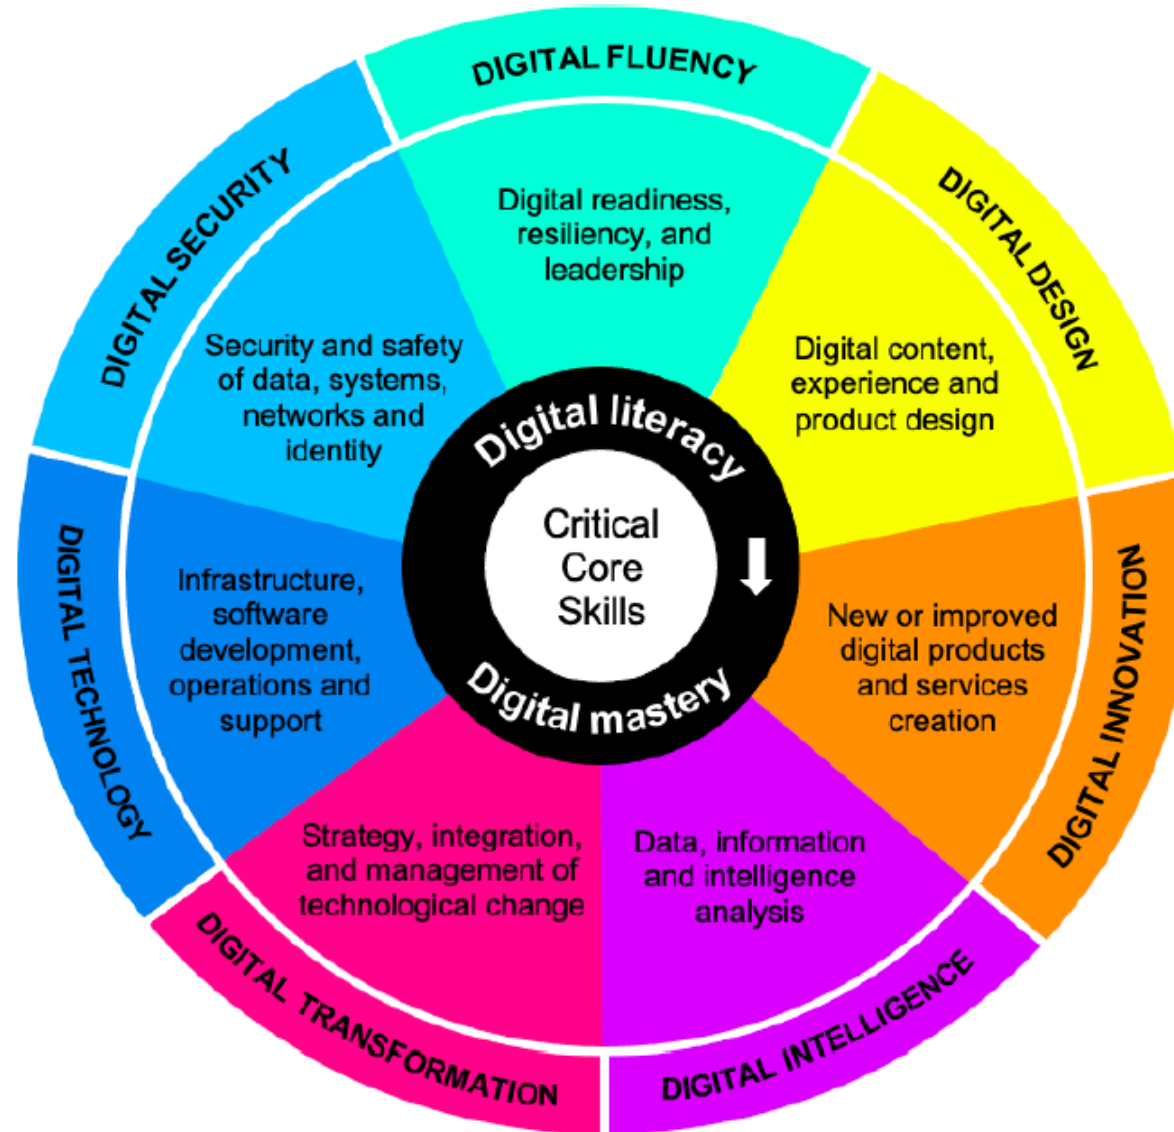 DIGITAL FLUENCY
Digital readiness,
resiliency, and
leadership
DIGITAL DESIGN
Digital content,
experience and
product design
DIGITAL INNOVATION
New or improved
digital products
and services
creation
DIGITAL INTELLIGENCE
Data, information
and intelligence
analysis
DIGITAL TRANSFORMATION
Strategy, integration,
and management of
technological change
DIGITAL TECHNOLOGY
Infrastructure,
software
development,
operations and
support
DIGITAL SECURITY
Security and safety
of data, systems,
networks and
identity
Digital literacy
Critical
Core
Skills
Digital mastery